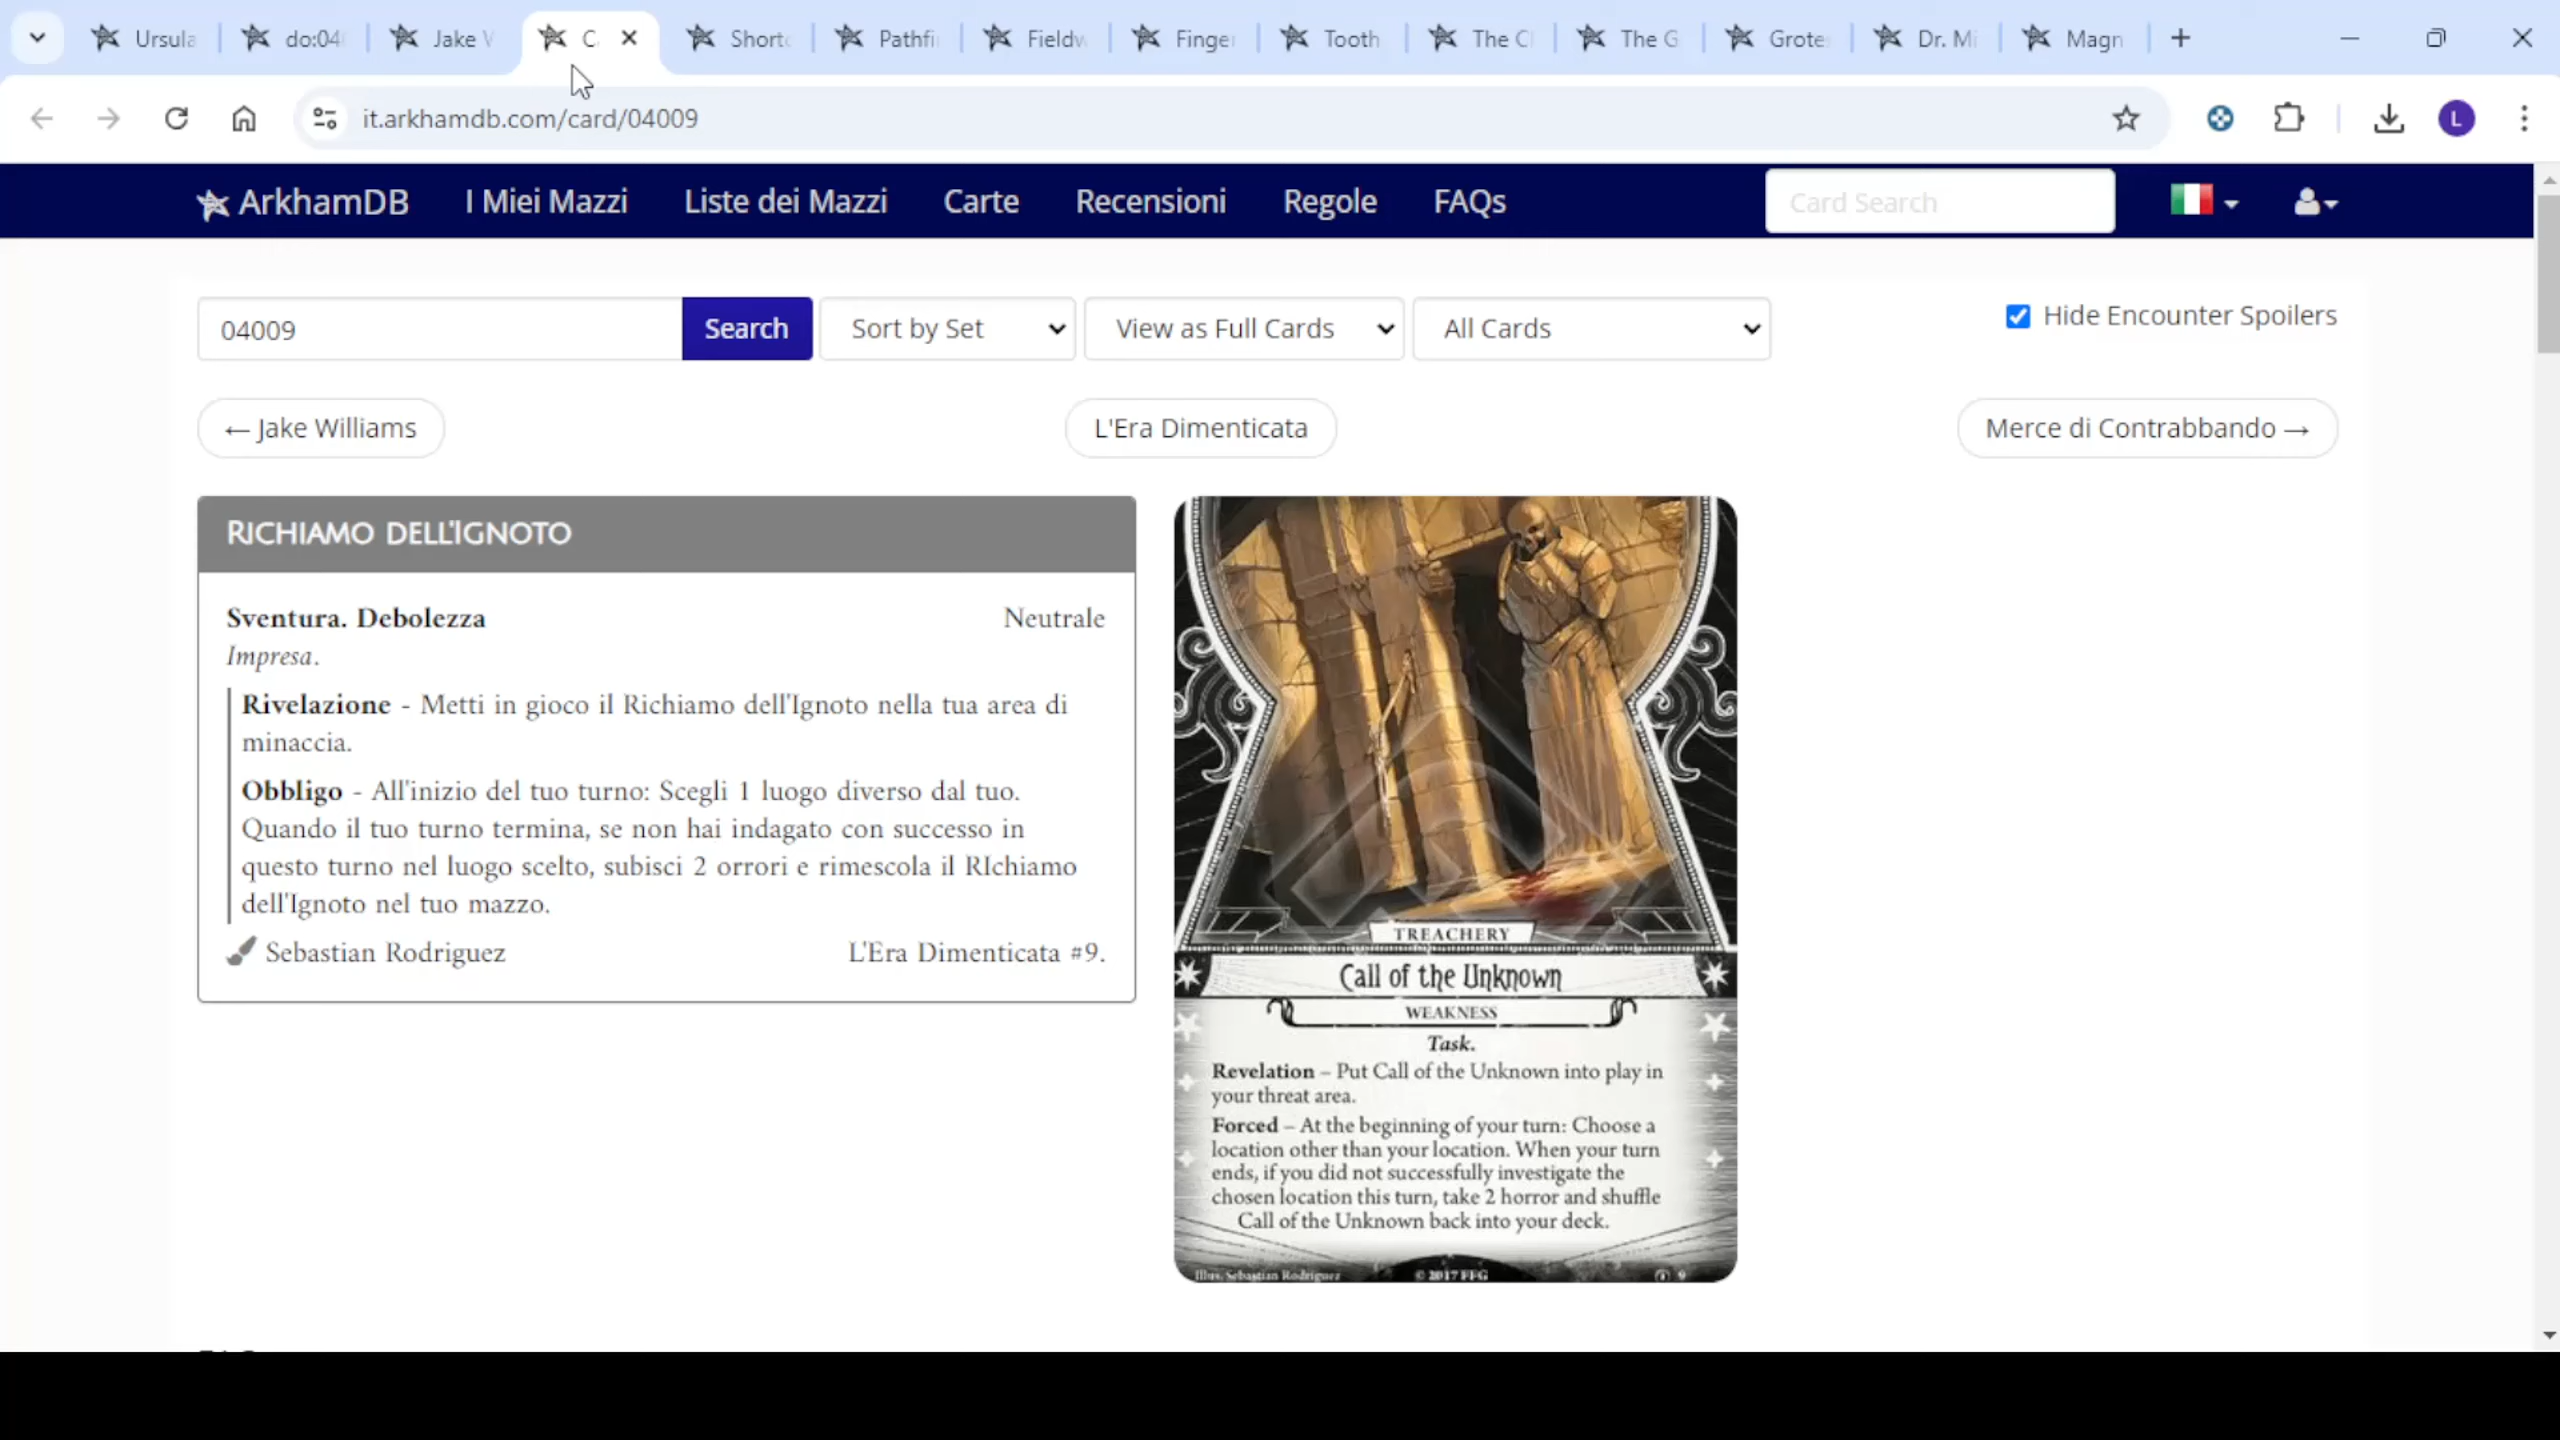 Ursula
do:04
Jake V
C
Short
Pathfi
Fieldw
Finge
Tooth
The C
The G
Grote
Dr. Mi
Magn
it.arkhamdb.com/card/04009
L
ArkhamDB
I Miei Mazzi
Liste dei Mazzi
Carte
Recensioni
Regole
FAQs
Card Search
04009
Search
Sort by Set
View as Full Cards
All Cards
Hide Encounter Spoilers
← Jake Williams
L'Era Dimenticata
Merce di Contrabbando →
Richiamo dell'Ignoto
Sventura. Debolezza
Neutrale
Impresa.
Rivelazione - Metti in gioco il Richiamo dell'Ignoto nella tua area di
minaccia.
Obbligo - All'inizio del tuo turno: Scegli 1 luogo diverso dal tuo.
Quando il tuo turno termina, se non hai indagato con successo in
questo turno nel luogo scelto, subisci 2 orrori e rimescola il RIchiamo
dell'Ignoto nel tuo mazzo.
Sebastian Rodriguez
L'Era Dimenticata #9.
TREACHERY
Call of the Unknown
WEAKNESS
Task.
Revelation – Put Call of the Unknown into play in
your threat area.
Forced – At the beginning of your turn: Choose a
location other than your location. When your turn
ends, if you did not successfully investigate the
chosen location this turn, take 2 horror and shuffle
Call of the Unknown back into your deck.
Illus. Sebastian Rodriguez
© 2017 FFG
9